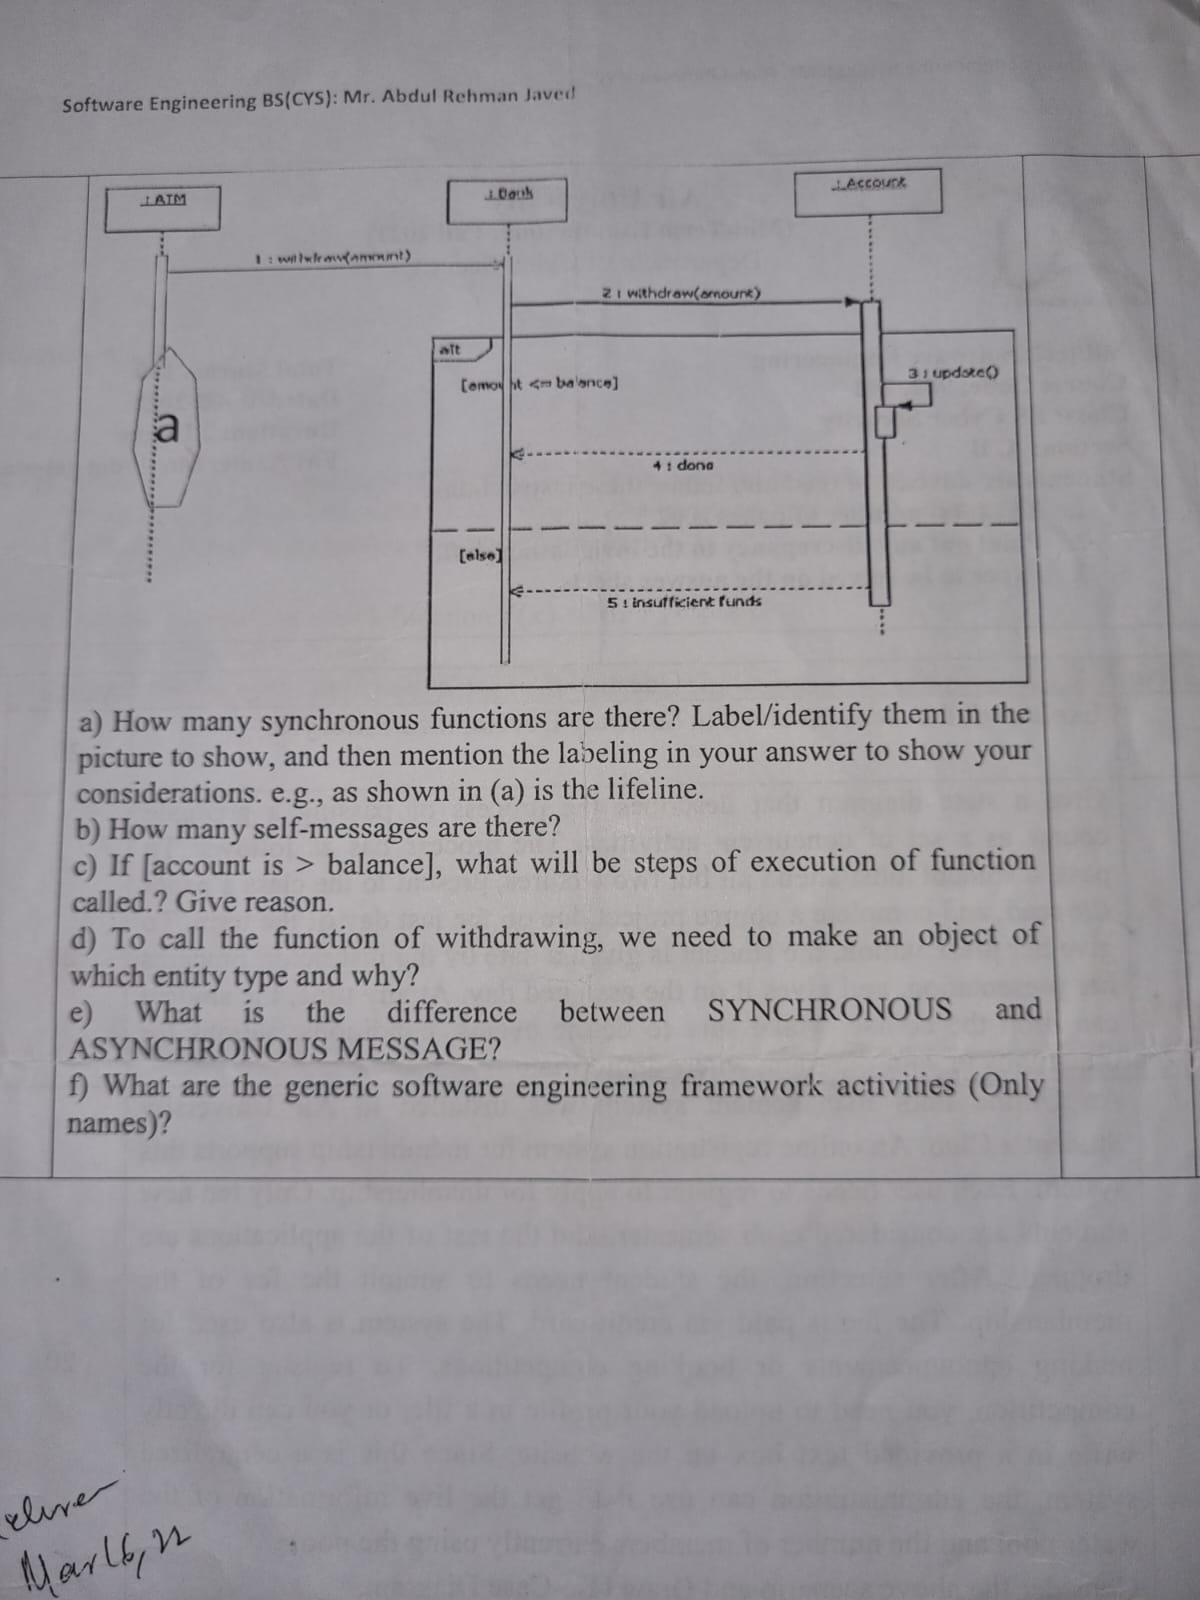 Software Engineering BS(CYS): Mr. Abdul Rehman Javed
: ATM
: Bank
: Account
1 : withdraw(amount)
2 : withdraw(amount)
alt
[amount <= balance]
3 : update()
a
4 : done
[else]
5 : insufficient funds
a) How many synchronous functions are there? Label/identify them in the
picture to show, and then mention the labeling in your answer to show your
considerations. e.g., as shown in (a) is the lifeline.
b) How many self-messages are there?
c) If [account is > balance], what will be steps of execution of function
called.? Give reason.
d) To call the function of withdrawing, we need to make an object of
which entity type and why?
e) What is the difference between SYNCHRONOUS and
ASYNCHRONOUS MESSAGE?
f) What are the generic software engineering framework activities (Only
names)?
Mar 16, 22